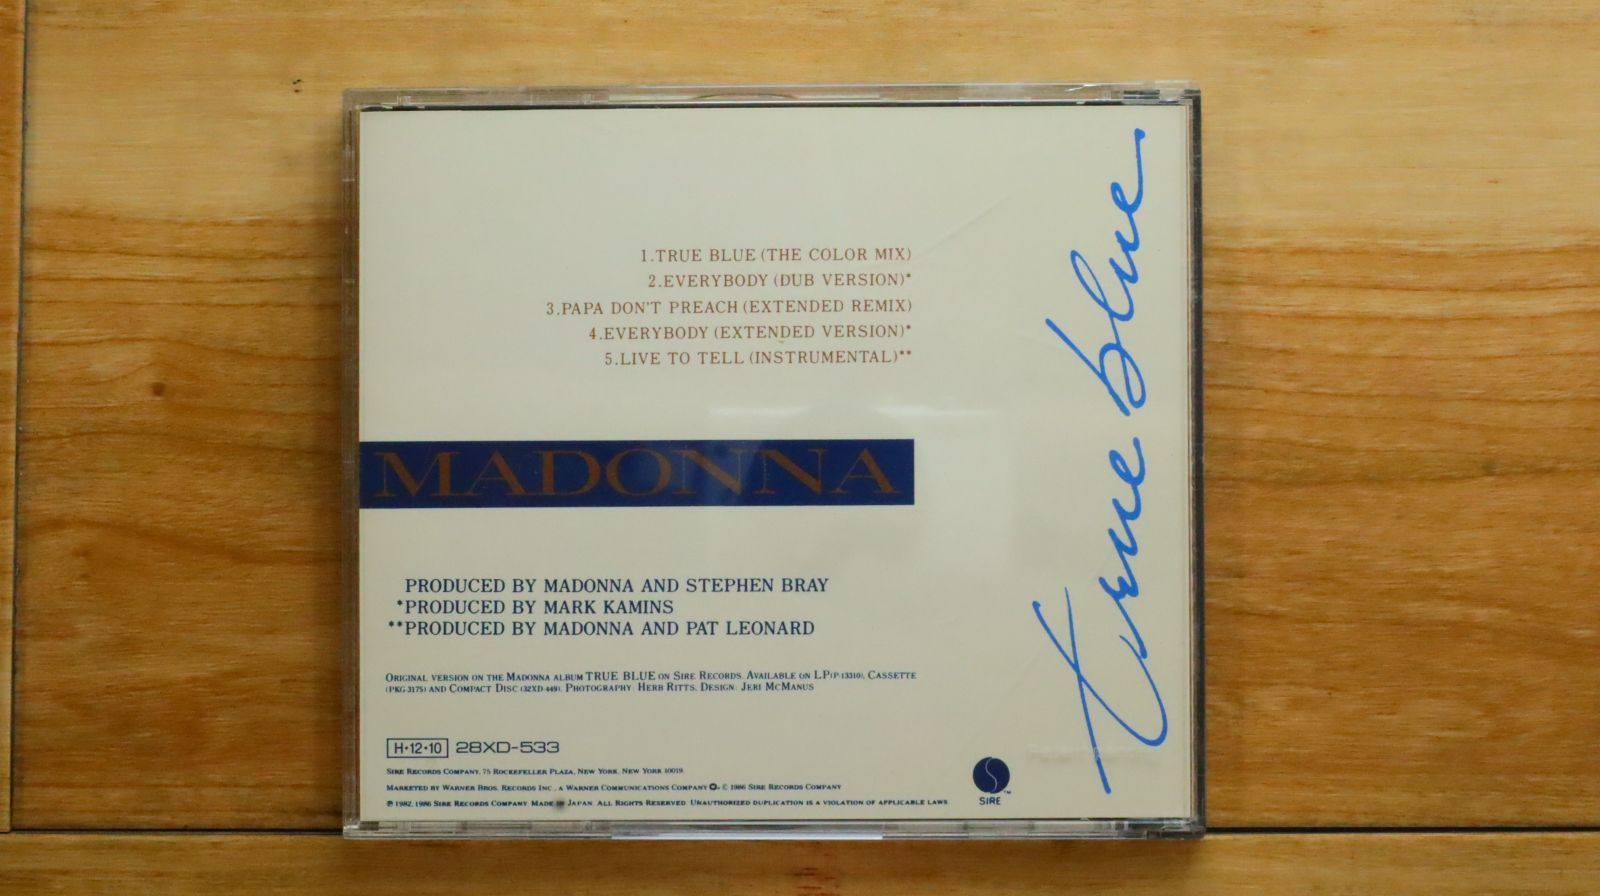 1.TRUE BLUE (THE COLOR MIX)
2.EVERYBODY (DUB VERSION)*
3.PAPA DON'T PREACH (EXTENDED REMIX)
4.EVERYBODY (EXTENDED VERSION)*
5.LIVE TO TELL (INSTRUMENTAL)**
MADONNA
PRODUCED BY MADONNA AND STEPHEN BRAY
*PRODUCED BY MARK KAMINS
**PRODUCED BY MADONNA AND PAT LEONARD
ORIGINAL VERSION ON THE MADONNA ALBUM TRUE BLUE ON SIRE RECORDS. AVAILABLE ON LP(P-13310), CASSETTE
(PKG-3175) AND COMPACT DISC (32XD-449). PHOTOGRAPHY: HERB RITTS. DESIGN: JERI MCMANUS
H·12·10 28XD-533
SIRE RECORDS COMPANY, 75 ROCKEFELLER PLAZA, NEW YORK, NEW YORK 10019.
MARKETED BY WARNER BROS. RECORDS INC., A WARNER COMMUNICATIONS COMPANY © 1986 SIRE RECORDS COMPANY
℗ 1982, 1986 SIRE RECORDS COMPANY MADE IN JAPAN. ALL RIGHTS RESERVED. UNAUTHORIZED DUPLICATION IS A VIOLATION OF APPLICABLE LAWS.
SIRE ™
true blue